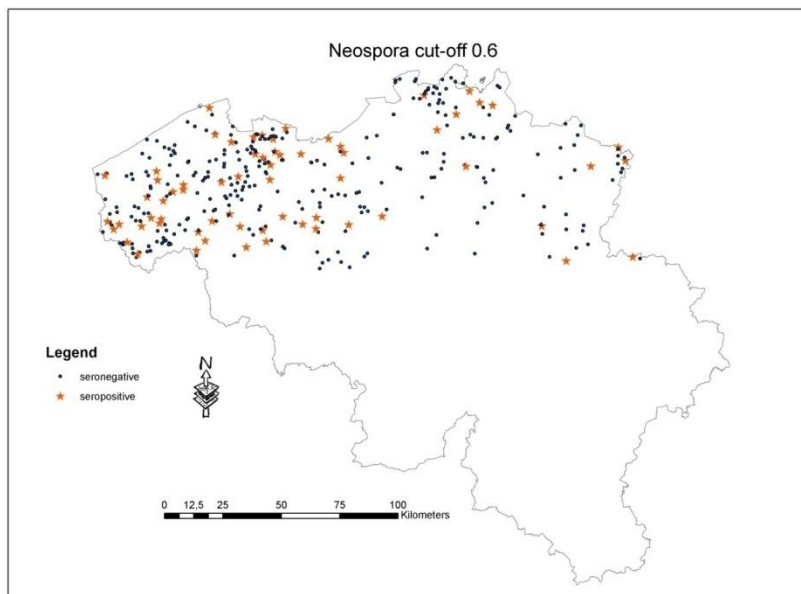 Neospora cut-off 0.6
Legend
seronegative
seropositive
N
0 12,5 25 50 75 100
Kilometers